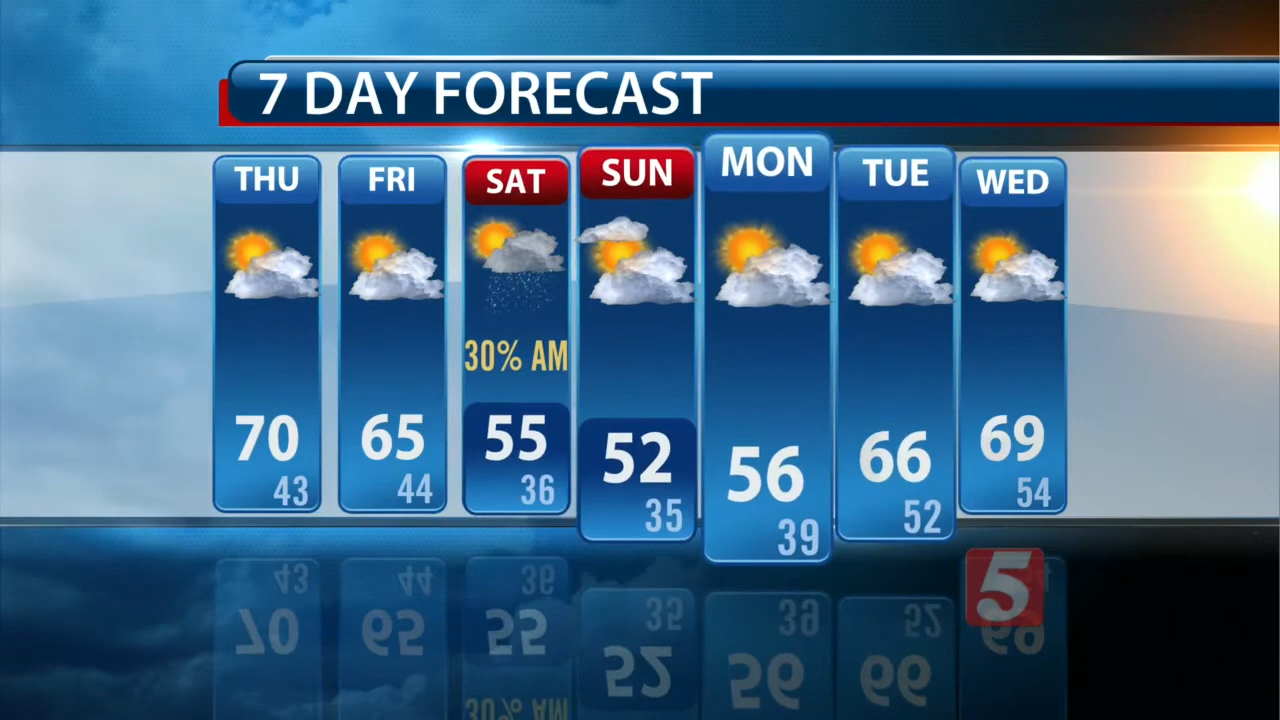 7 DAY FORECAST
THU FRI SAT SUN MON TUE WED
30% AM
70 65 55 52 56 66 69
43 44 36 35 39 52 54
5